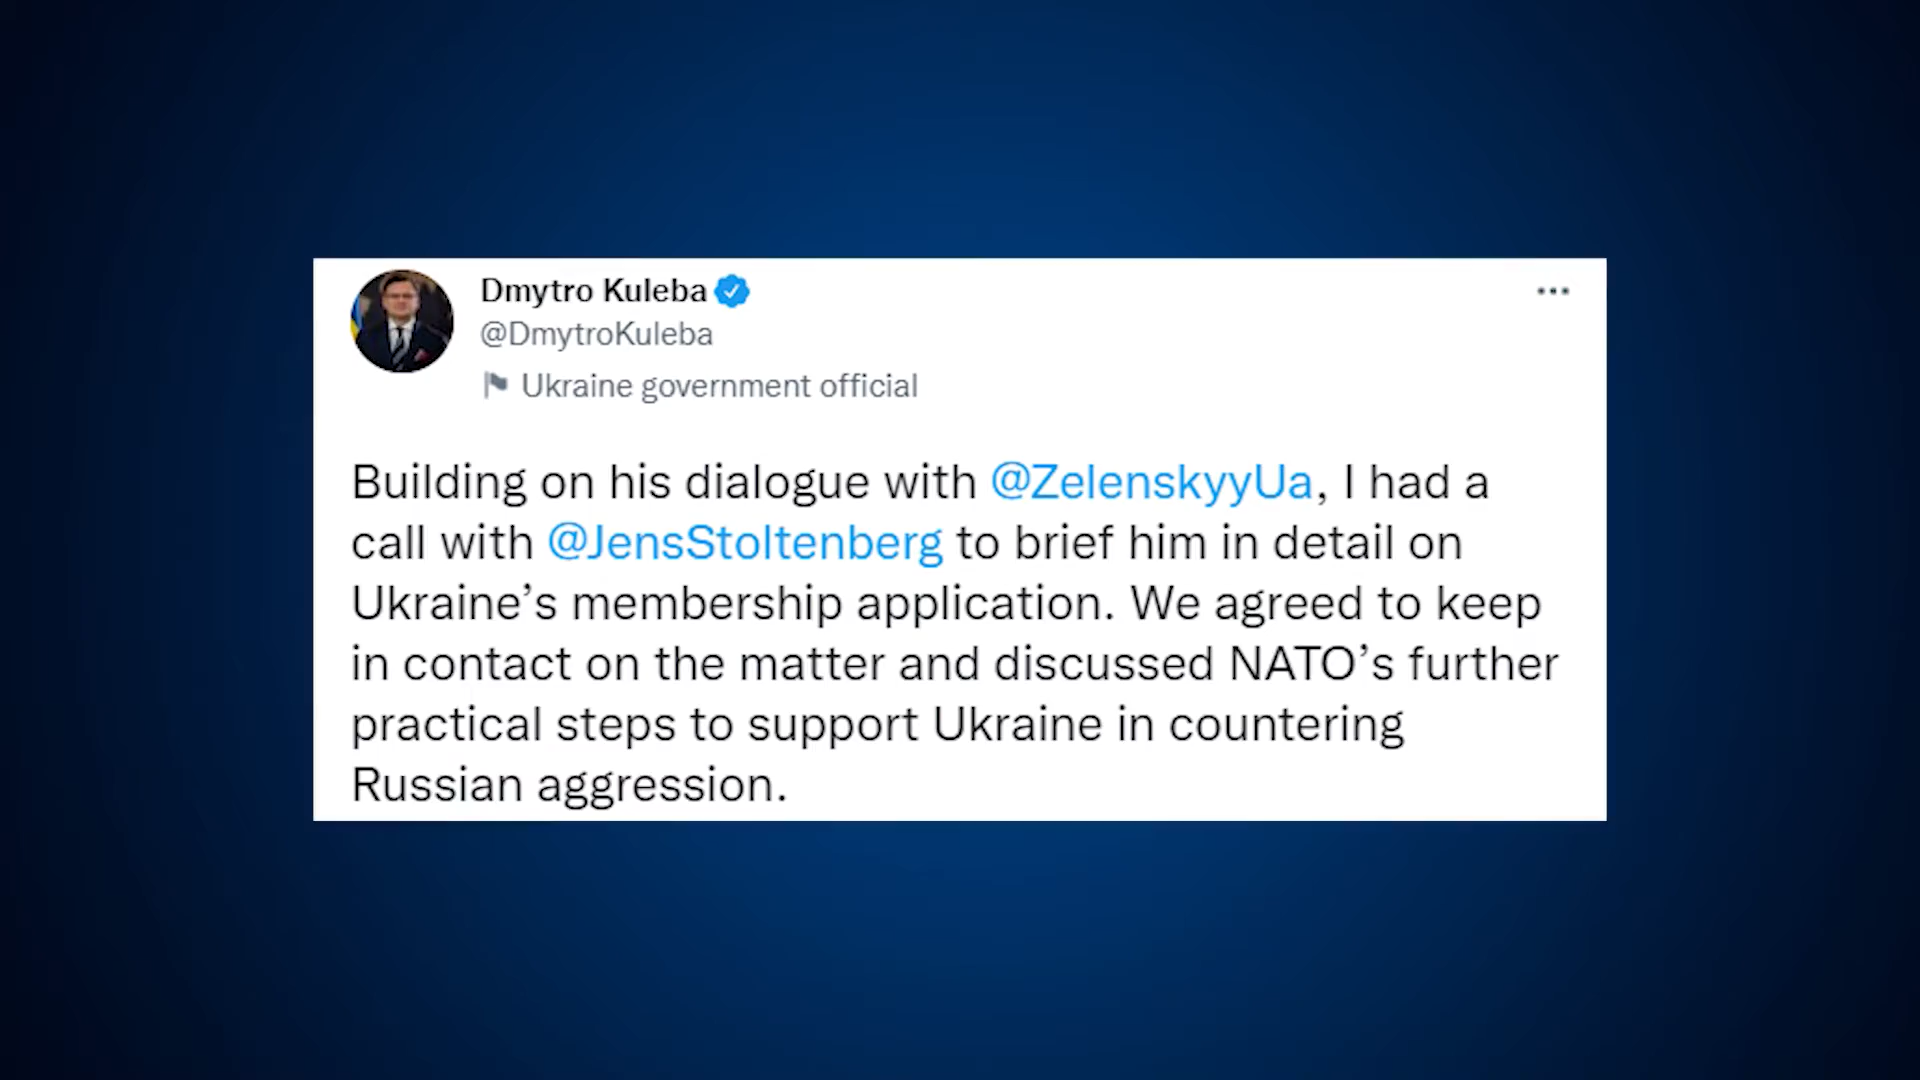 Dmytro Kuleba
@DmytroKuleba
Ukraine government official
Building on his dialogue with @ZelenskyyUa, I had a
call with @JensStoltenberg to brief him in detail on
Ukraine’s membership application. We agreed to keep
in contact on the matter and discussed NATO’s further
practical steps to support Ukraine in countering
Russian aggression.